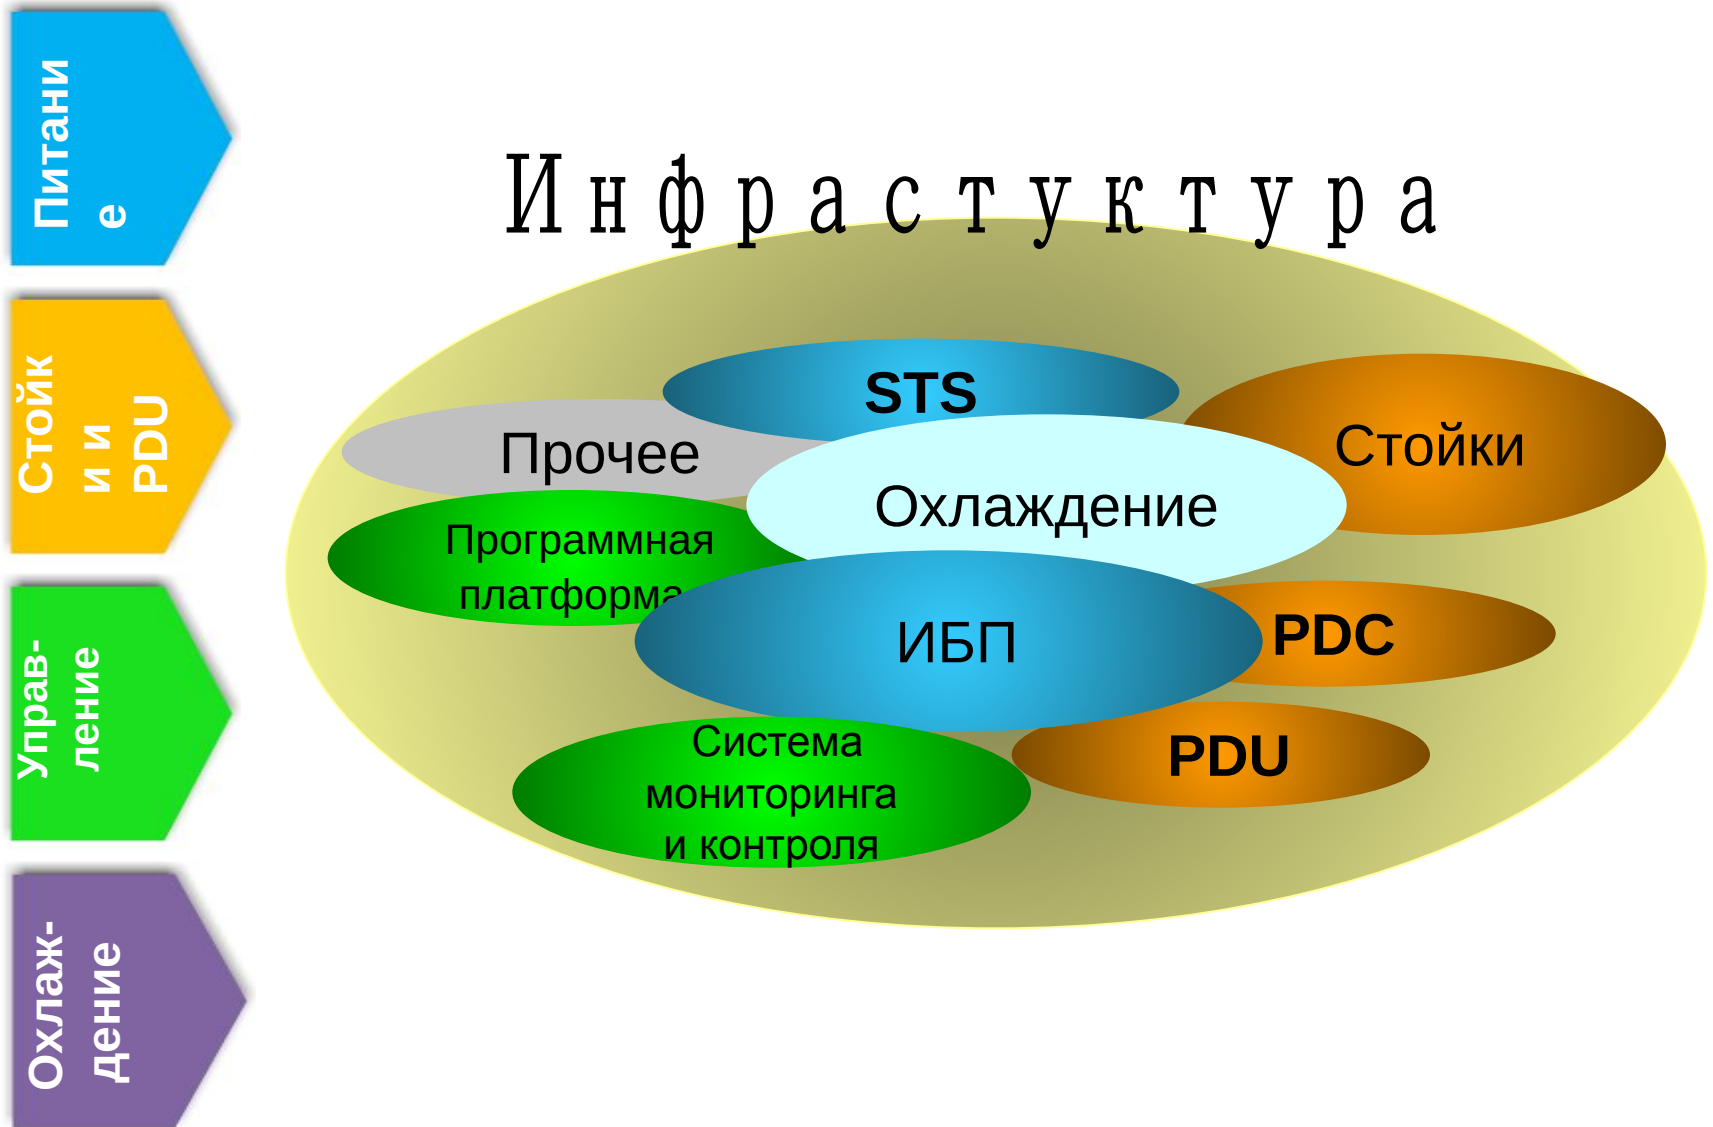 Питани
е
Стойк
и и
PDU
Управ-
ление
Охлаж-
дение
Инфрастуктура
STS
Прочее
Стойки
Охлаждение
Программная
платформа
ИБП
PDC
PDU
Система
мониторинга
и контроля